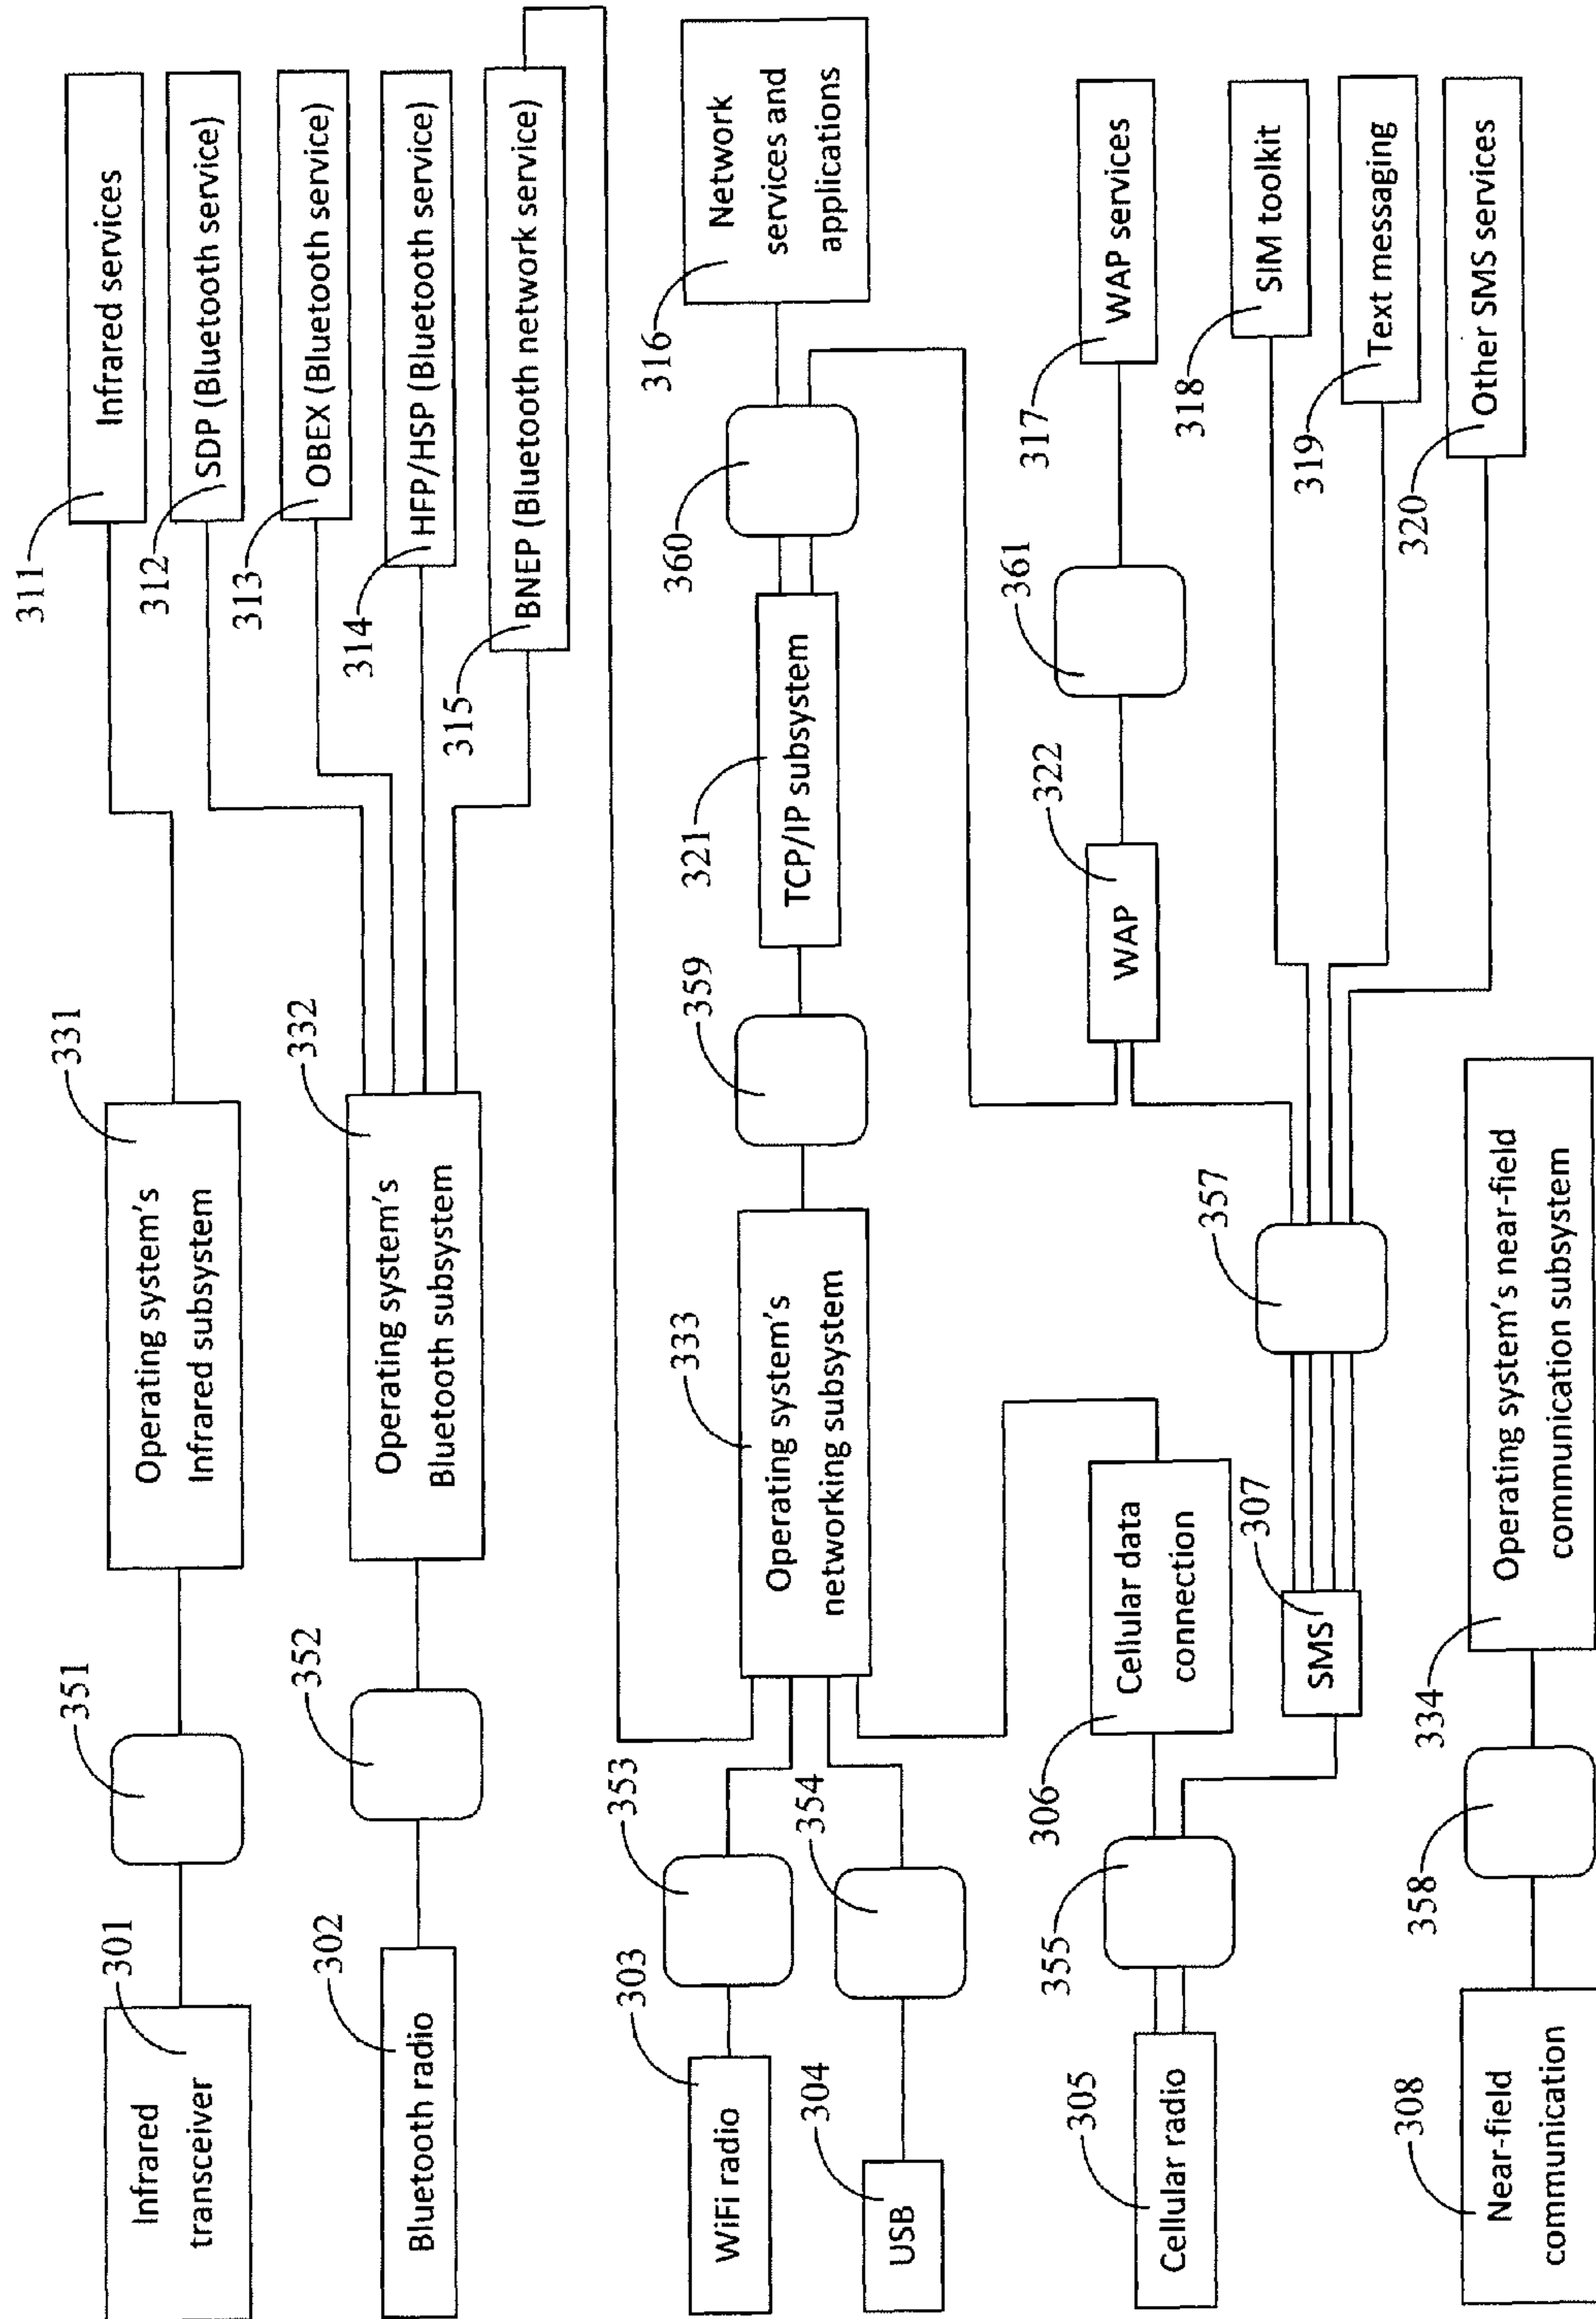 301
Infrared
transceiver
351
331
Operating system's
Infrared subsystem
311
Infrared services
302
Bluetooth radio
352
332
Operating system's
Bluetooth subsystem
312
SDP (Bluetooth service)
313
OBEX (Bluetooth service)
314
HFP/HSP (Bluetooth service)
315
BNEP (Bluetooth network service)
303
WiFi radio
353
304
USB
354
333
Operating system's
networking subsystem
359
321
TCP/IP subsystem
360
316
Network
services and
applications
305
Cellular radio
355
306
Cellular data
connection
322
WAP
361
317
WAP services
307
SMS
357
318
SIM toolkit
319
Text messaging
320
Other SMS services
308
Near-field
communication
358
334
Operating system's near-field
communication subsystem